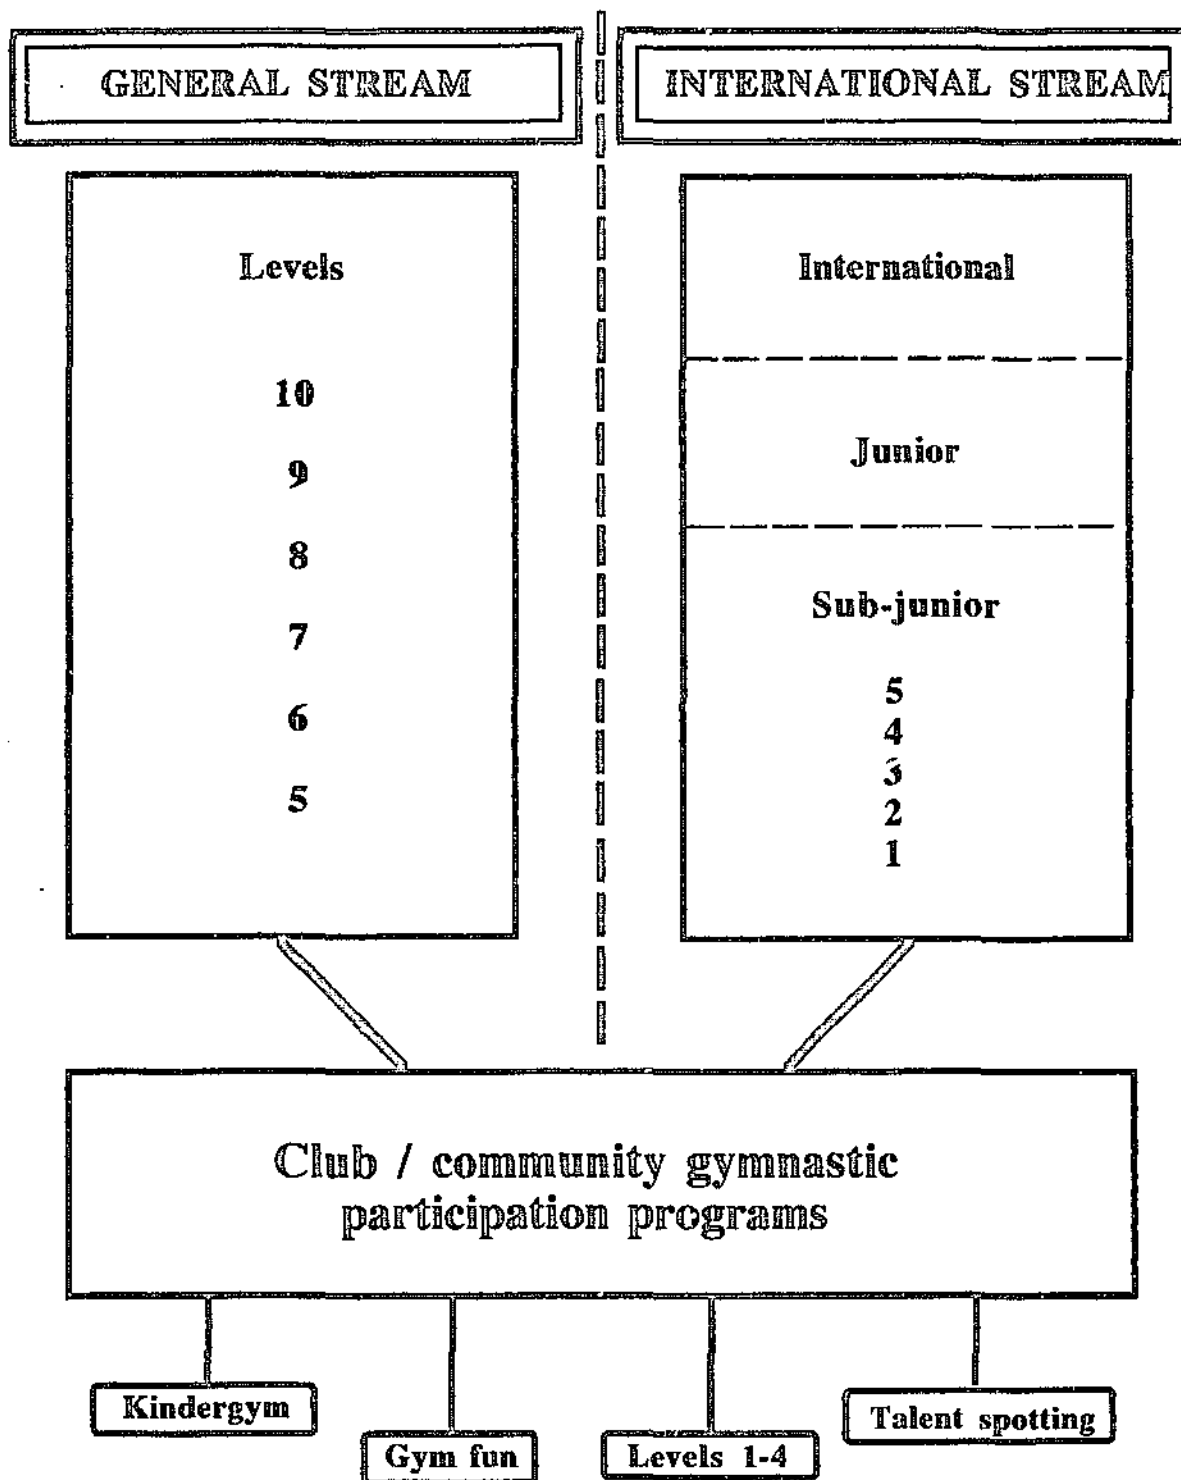 GENERAL STREAM
INTERNATIONAL STREAM
Levels
10
9
8
7
6
5
International
Junior
Sub-junior
5
4
3
2
1
Club / community gymnastic
participation programs
Kindergym
Gym fun
Levels 1-4
Talent spotting